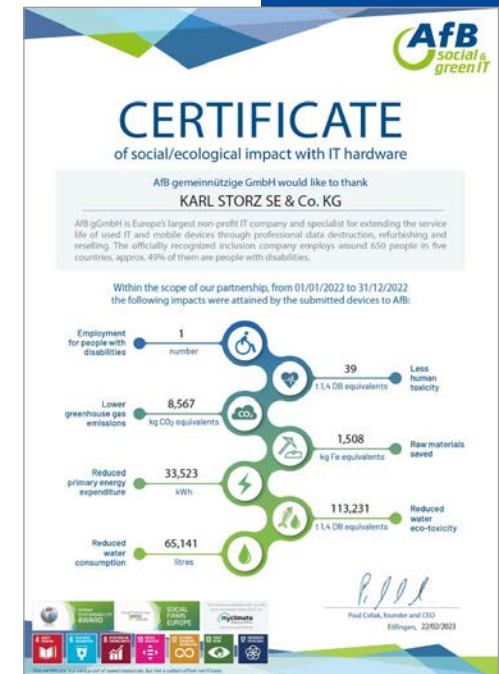 AfB
social &
green IT
CERTIFICATE
of social/ecological impact with IT hardware
AfB gemeinnützige GmbH would like to thank
KARL STORZ SE & Co. KG
AfB gGmbH is Europe's largest non-profit IT company and specialist for extending the service
life of used IT and mobile devices through professional data destruction, refurbishing and
reselling. The officially recognized inclusion company employs around 650 people in five
countries, approx. 49% of them are people with disabilities.
Within the scope of our partnership, from 01/01/2022 to 31/12/2022
the following impacts were attained by the submitted devices to AfB:
Employment
for people with
disabilities
1
number
39
t 1,4 DB equivalents
Less
human
toxicity
Lower
greenhouse gas
emissions
8,567
kg CO₂ equivalents
CO₂
1,508
kg Fe equivalents
Raw materials
saved
Reduced
primary energy
expenditure
33,523
kWh
113,231
t 1,4 DB equivalents
Reduced
water
eco-toxicity
Reduced
water
consumption
65,141
litres
Paul Cvilak, founder and CEO
Ettlingen, 22/02/2023
AWARD
SOCIAL
FIRMS
EUROPE
myclimate